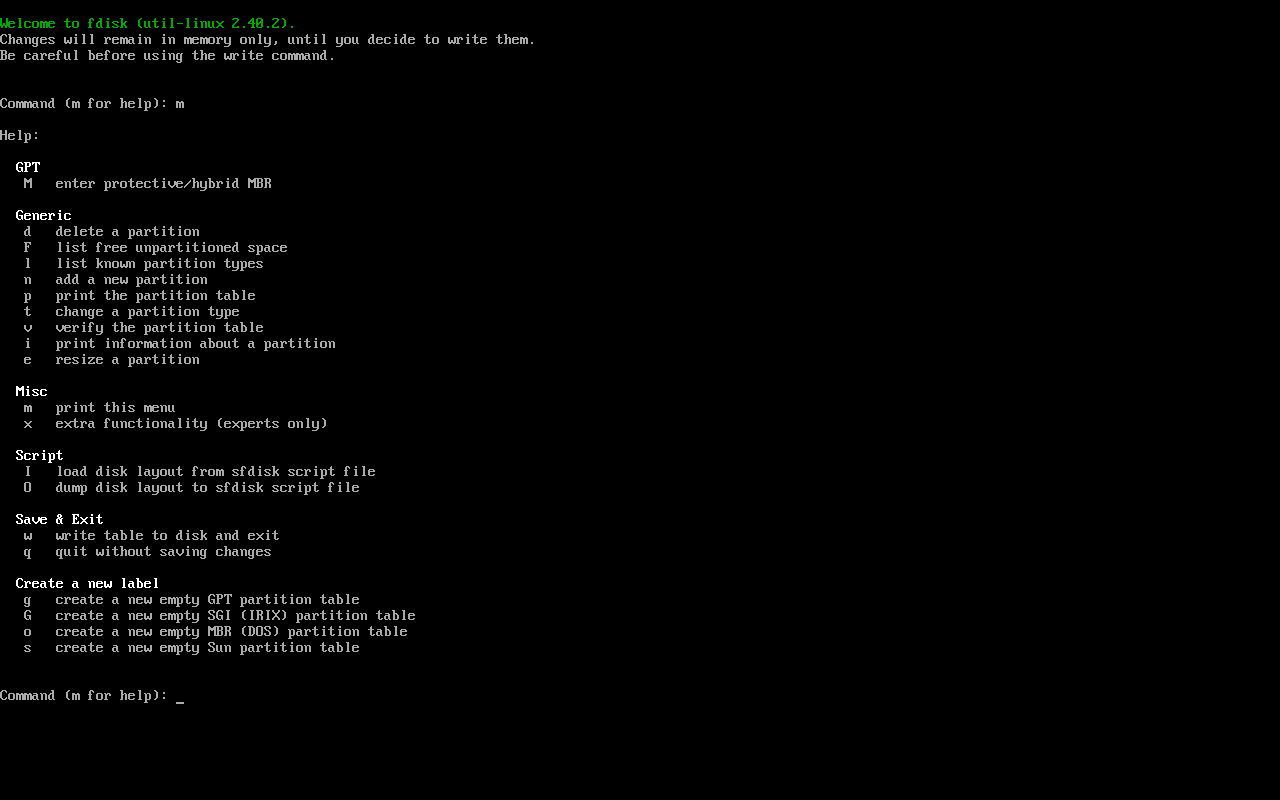 Welcome to fdisk (util-linux 2.40.2).
Changes will remain in memory only, until you decide to write them.
Be careful before using the write command.
Command (m for help): m
Help:
GPT
M   enter protective/hybrid MBR
Generic
d   delete a partition
F   list free unpartitioned space
l   list known partition types
n   add a new partition
p   print the partition table
t   change a partition type
v   verify the partition table
i   print information about a partition
e   resize a partition
Misc
m   print this menu
x   extra functionality (experts only)
Script
I   load disk layout from sfdisk script file
O   dump disk layout to sfdisk script file
Save & Exit
w   write table to disk and exit
q   quit without saving changes
Create a new label
g   create a new empty GPT partition table
G   create a new empty SGI (IRIX) partition table
o   create a new empty MBR (DOS) partition table
s   create a new empty Sun partition table
Command (m for help): _